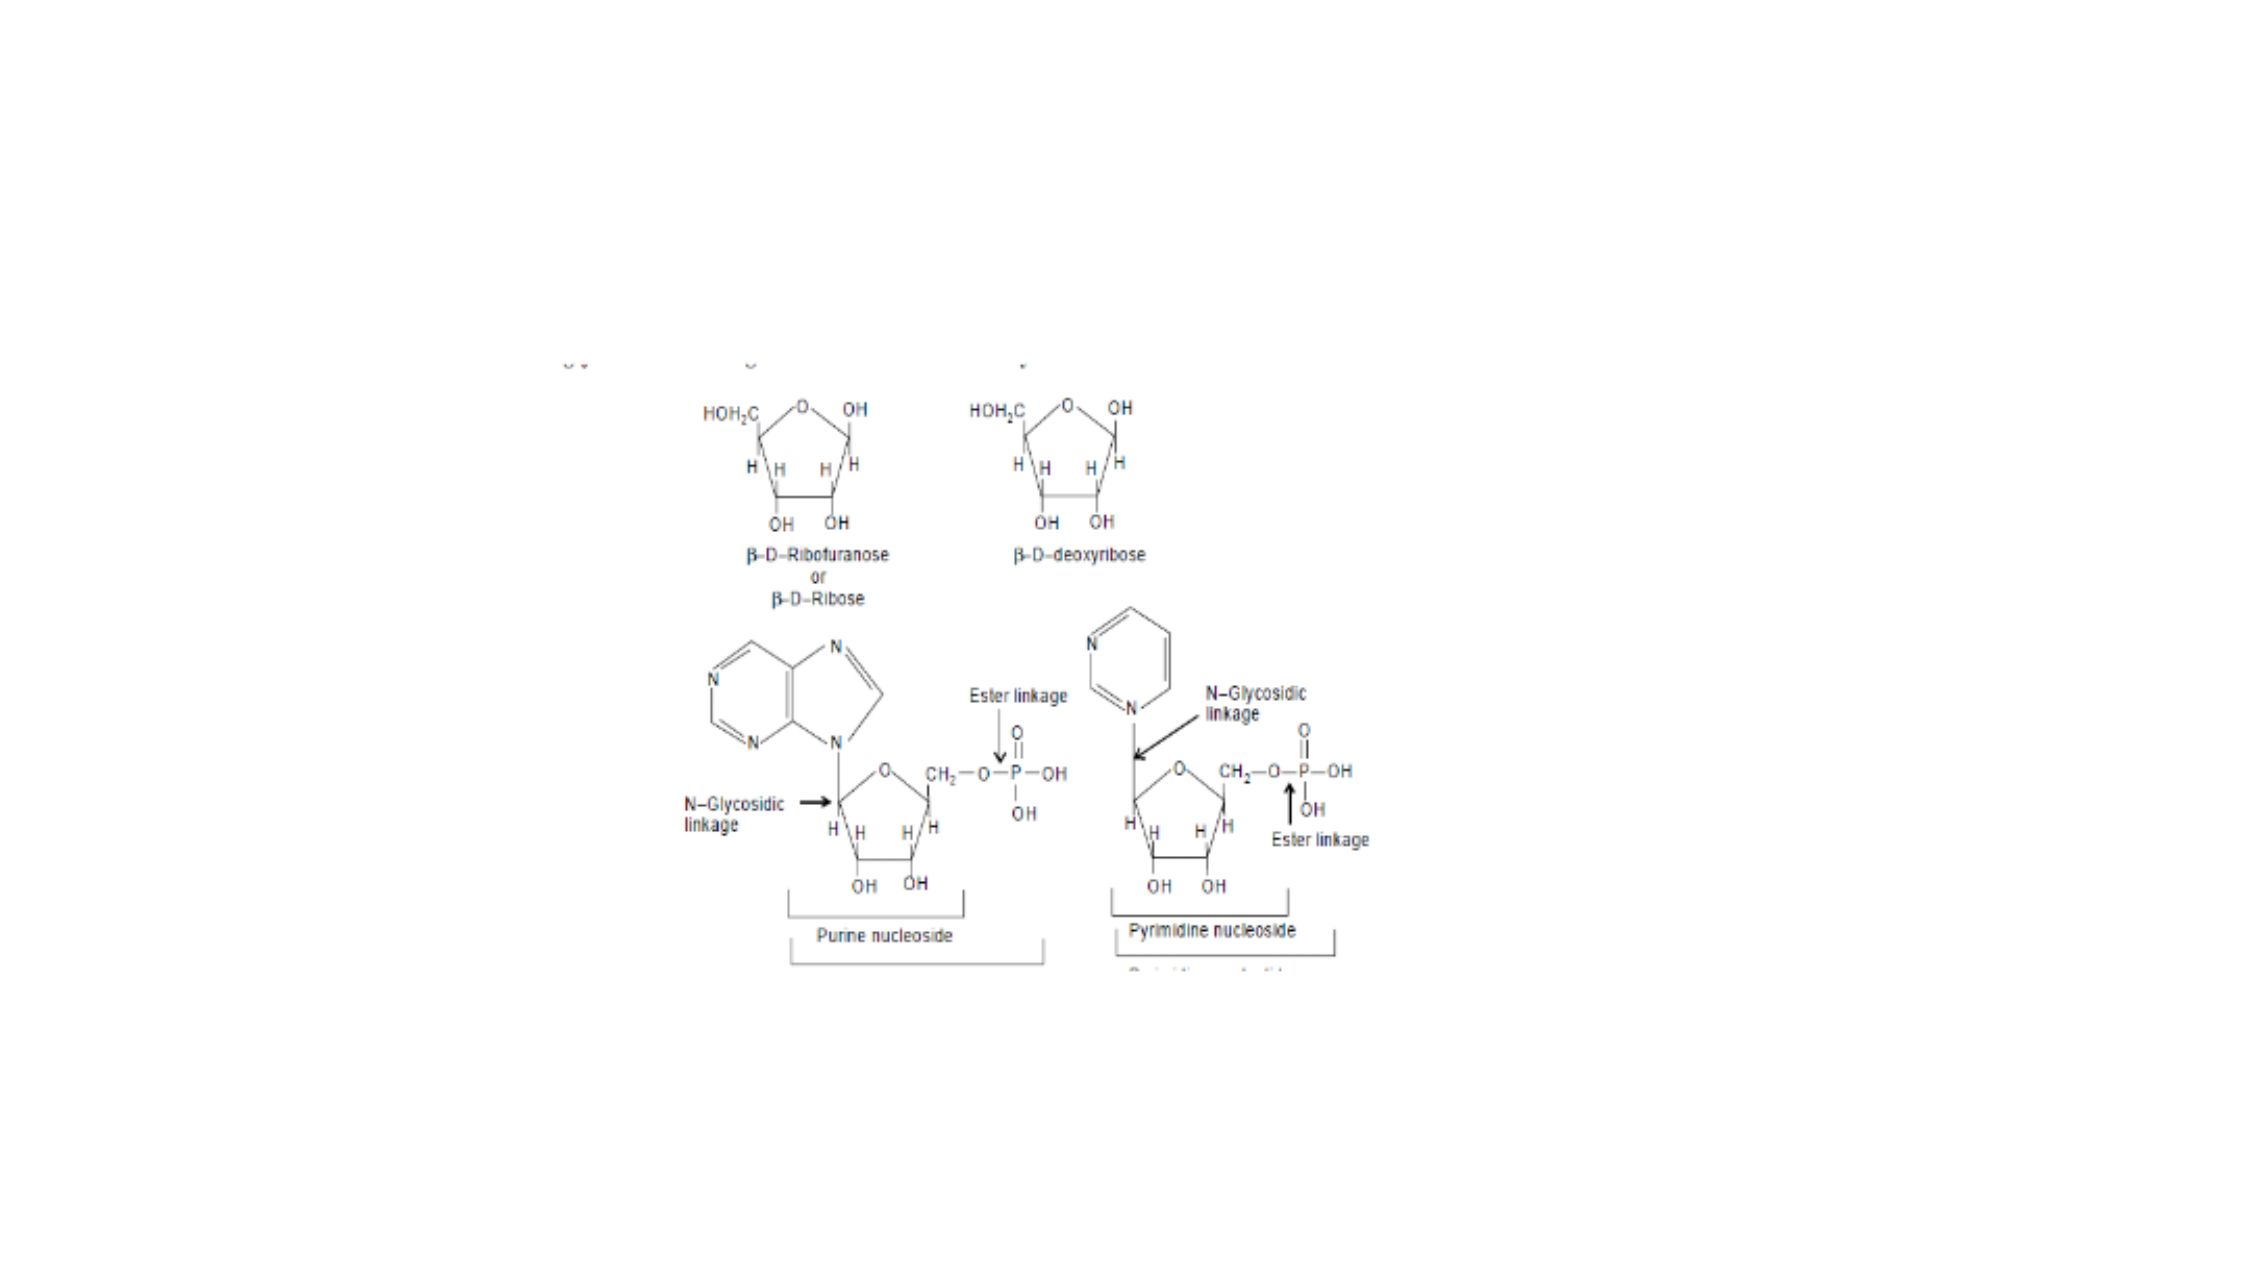 HOH₂C O OH
H H H H
OH OH
β–D–Ribofuranose
or
β–D–Ribose
HOH₂C O OH
H H H H
OH OH
β–D–deoxyribose
N N
N N
Ester linkage
O
O CH₂–O–P–OH
OH
N–Glycosidic
linkage
H H H H
OH OH
Purine nucleoside
N
N
N–Glycosidic
linkage
O
O CH₂–O–P–OH
OH
Ester linkage
H H H H
OH OH
Pyrimidine nucleoside